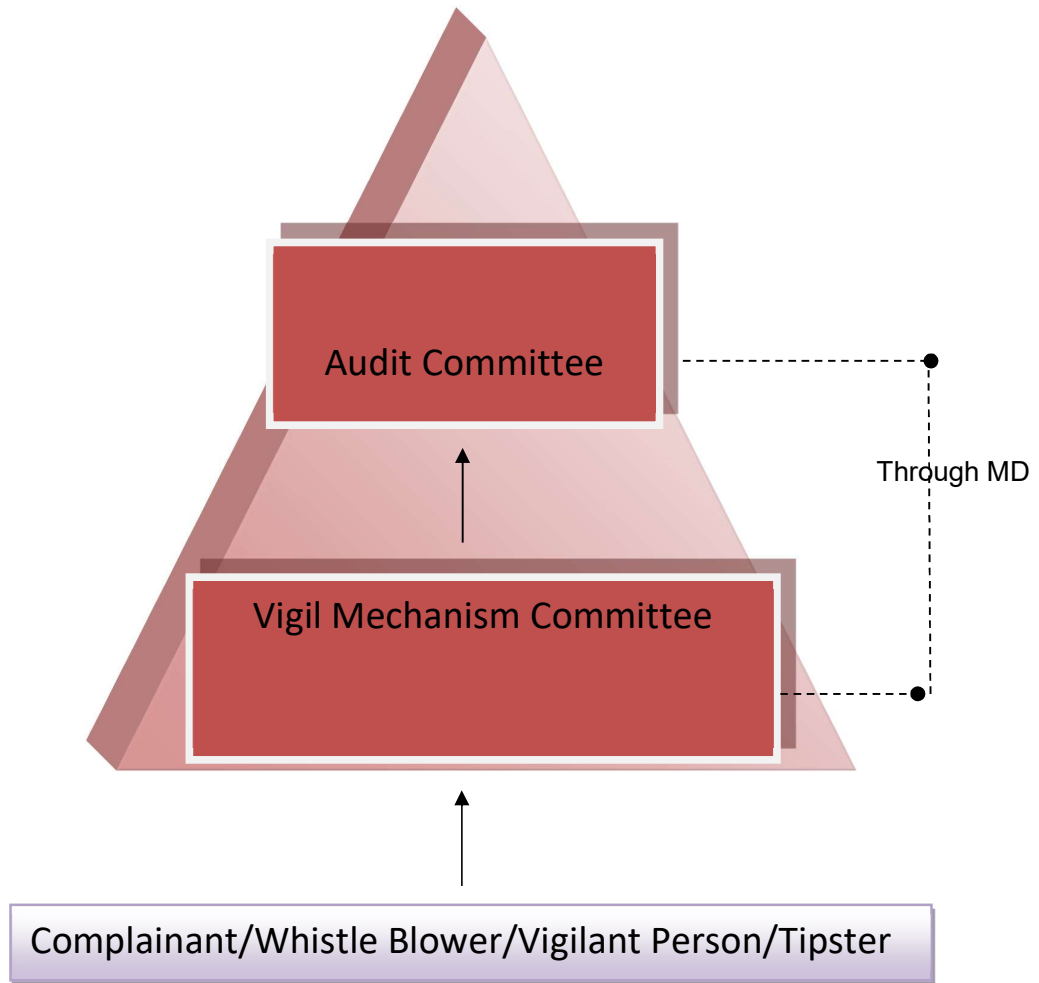 Audit Committee
Through MD
Vigil Mechanism Committee
Complainant/Whistle Blower/Vigilant Person/Tipster